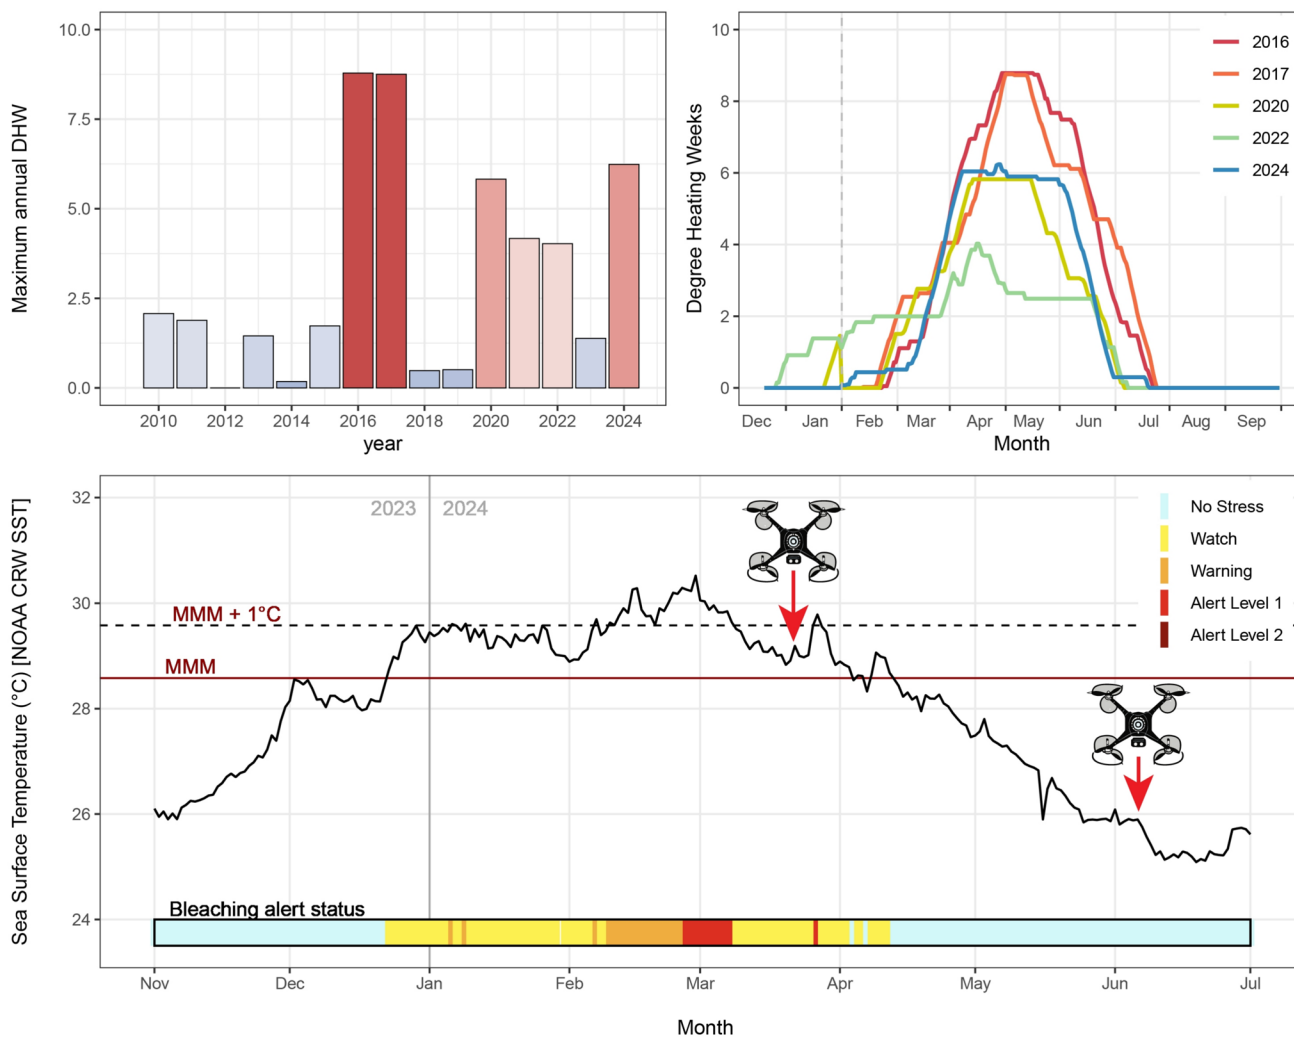 Maximum annual DHW
10.0
7.5
5.0
2.5
0.0
2010 2012 2014 2016 2018 2020 2022 2024
year
Degree Heating Weeks
10
8
6
4
2
0
2016
2017
2020
2022
2024
Dec Jan Feb Mar Apr May Jun Jul Aug Sep
Month
Sea Surface Temperature (°C) [NOAA CRW SST]
32
30
28
26
24
2023 2024
MMM + 1°C
MMM
No Stress
Watch
Warning
Alert Level 1
Alert Level 2
Bleaching alert status
Nov Dec Jan Feb Mar Apr May Jun Jul
Month